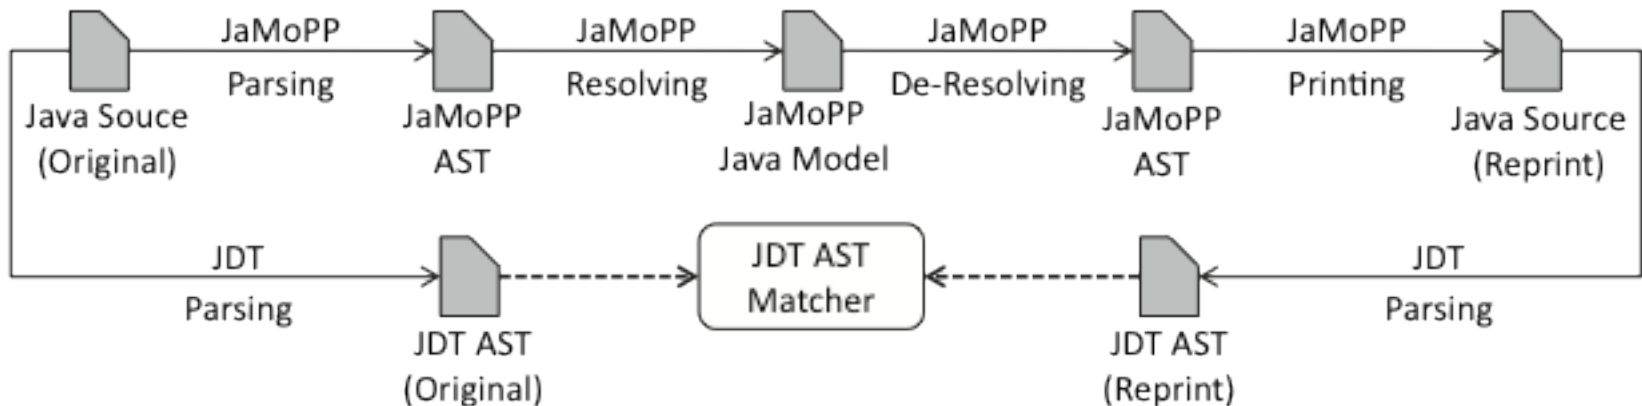 JaMoPP
Parsing
JaMoPP
Resolving
JaMoPP
De-Resolving
JaMoPP
Printing
Java Souce
(Original)
JaMoPP
AST
JaMoPP
Java Model
JaMoPP
AST
Java Source
(Reprint)
JDT
Parsing
JDT AST
Matcher
JDT
Parsing
JDT AST
(Original)
JDT AST
(Reprint)